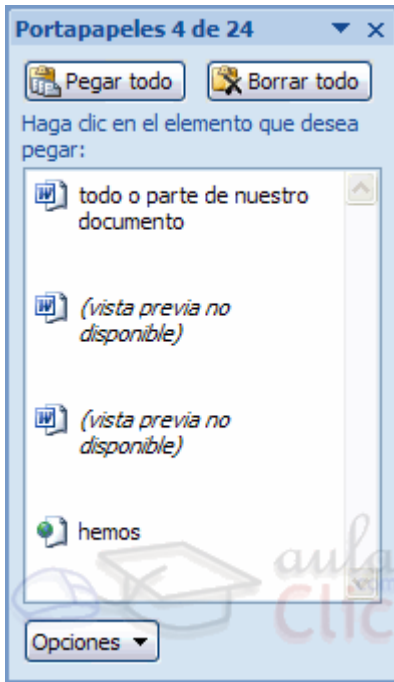 Portapapeles 4 de 24
Pegar todo Borrar todo
Haga clic en el elemento que desea
pegar:
todo o parte de nuestro
documento
(vista previa no
disponible)
(vista previa no
disponible)
hemos
aula
Clic
Opciones